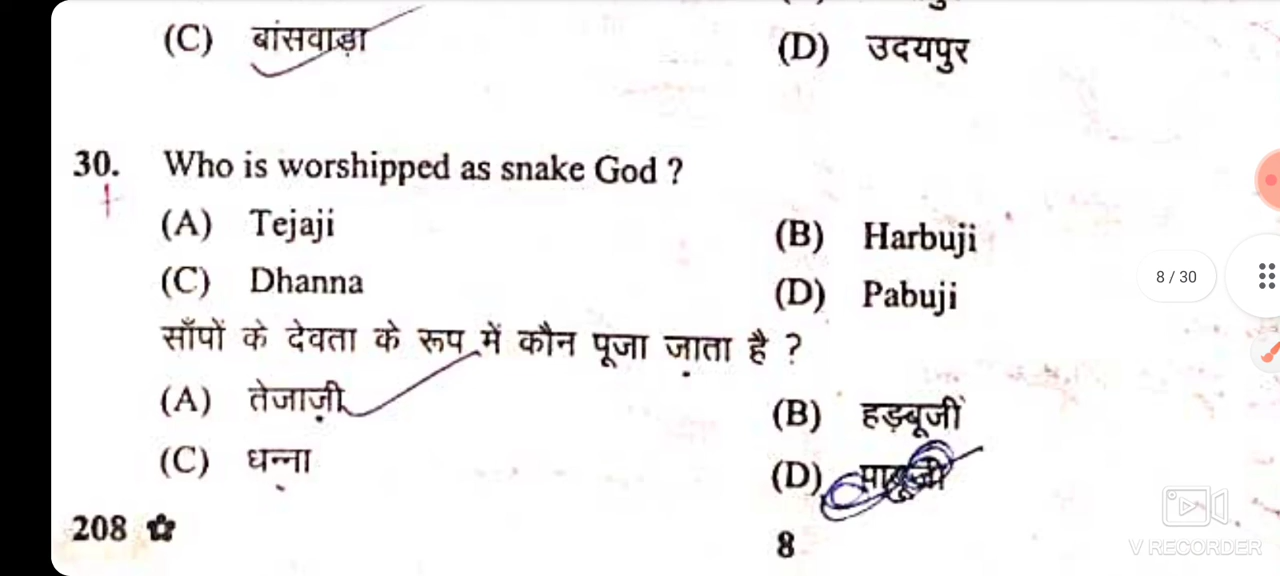 (C) बांसवाड़ा (D) उदयपुर
30. Who is worshipped as snake God ?
(A) Tejaji (B) Harbuji
(C) Dhanna (D) Pabuji
साँपों के देवता के रूप में कौन पूजा जाता है ?
(A) तेजाजी (B) हड़बूजी
(C) धन्ना (D) पाबूजी
208 8
8 / 30
V RECORDER